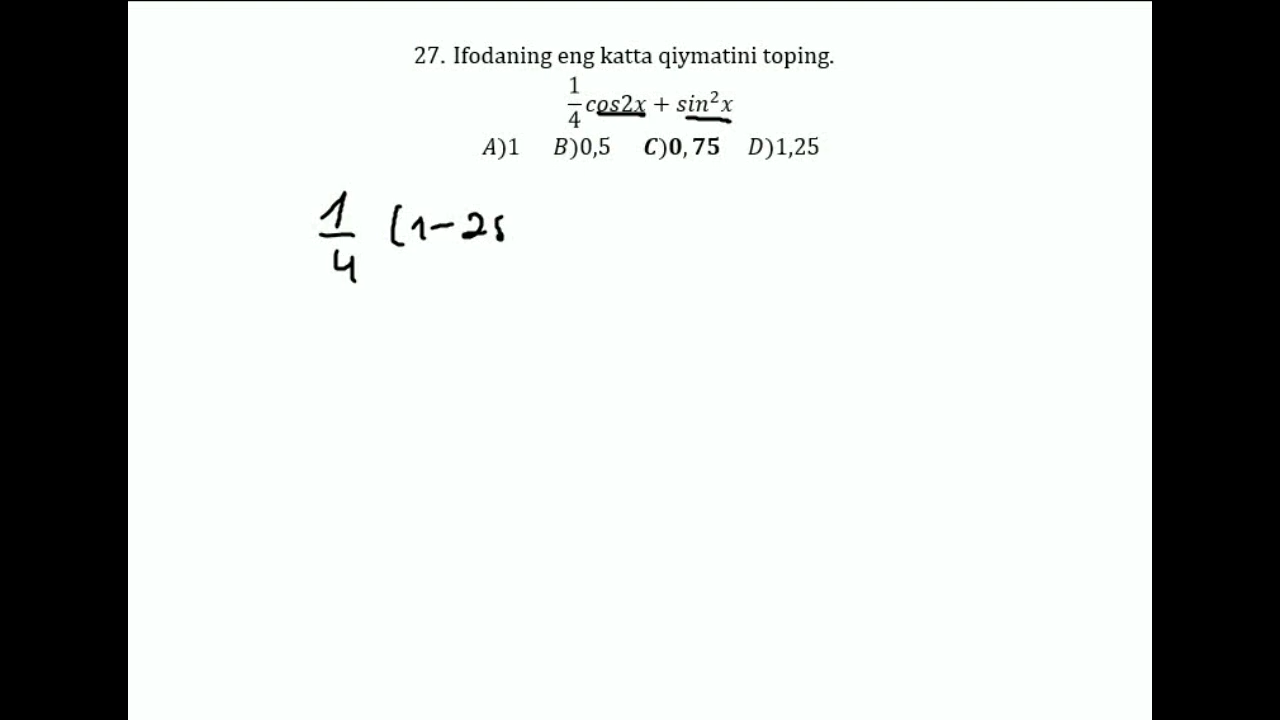 27. Ifodaning eng katta qiymatini toping.
1/4 cos2x + sin²x
A)1 B)0,5 C)0,75 D)1,25
1/4 (1-2s